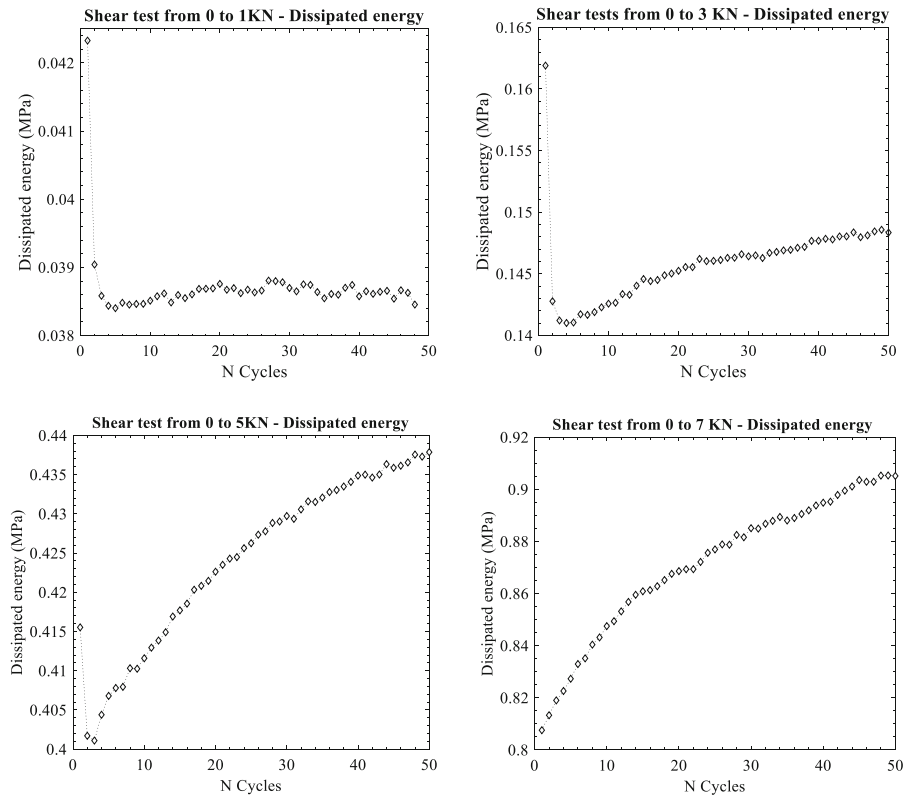 Shear test from 0 to 1KN - Dissipated energy
Dissipated energy (MPa)
0.042
0.041
0.04
0.039
0.038
0 10 20 30 40 50
N Cycles
Shear tests from 0 to 3 KN - Dissipated energy
Dissipated energy (MPa)
0.165
0.16
0.155
0.15
0.145
0.14
0 10 20 30 40 50
N Cycles
Shear test from 0 to 5KN - Dissipated energy
Dissipated energy (MPa)
0.44
0.435
0.43
0.425
0.42
0.415
0.41
0.405
0.4
0 10 20 30 40 50
N Cycles
Shear test from 0 to 7 KN - Dissipated energy
Dissipated energy (MPa)
0.92
0.9
0.88
0.86
0.84
0.82
0.8
0 10 20 30 40 50
N Cycles